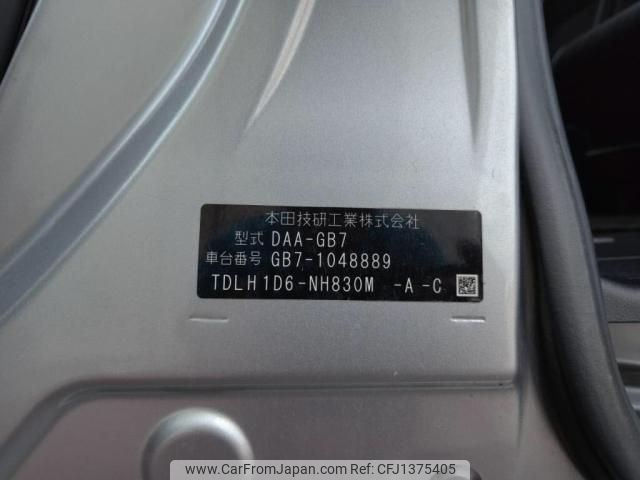 本田技研工業株式会社
型式 DAA-GB7
車台番号 GB7-1048889
TDLH1D6-NH830M -A-C
www.CarFromJapan.com - CFJ1375405